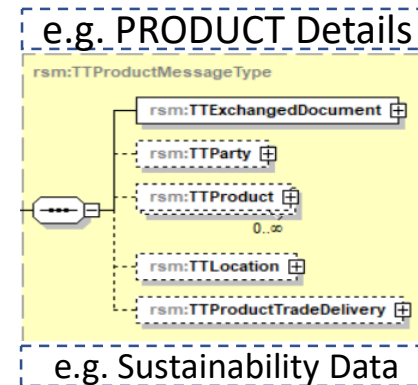 e.g. PRODUCT Details
rsm:TTProductMessageType
rsm:TTExchangedDocument
rsm:TTParty
rsm:TTProduct
0..∞
rsm:TTLocation
rsm:TTProductTradeDelivery
e.g. Sustainability Data